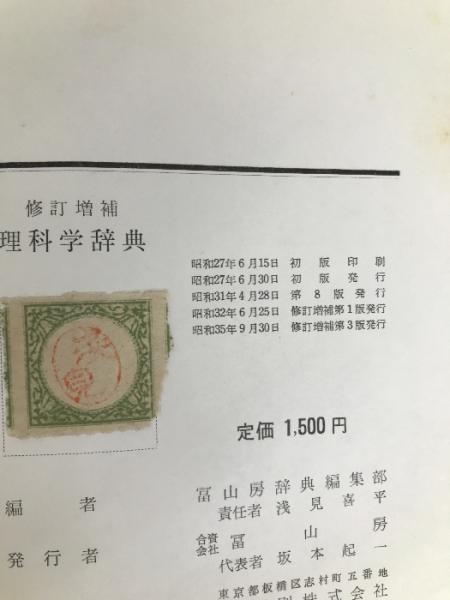 修訂増補
理科学辞典
昭和27年6月15日 初版印刷
昭和27年6月30日 初版発行
昭和31年4月28日 第8版発行
昭和32年6月25日 修訂増補第1版発行
昭和35年9月30日 修訂増補第3版発行
定価 1,500円
編者
冨山房辞典編集部
責任者 浅見喜平
発行者
合資会社 冨山房
代表者 坂本起一
東京都板橋区志村町五番地
刷株式会社